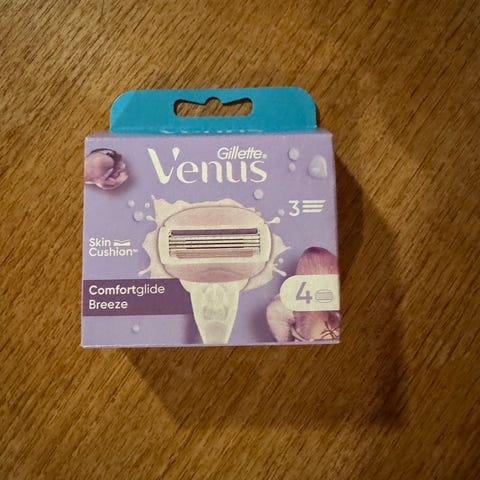 Gillette®
Venus
3
Skin
Cushion™
Comfortglide
Breeze
4